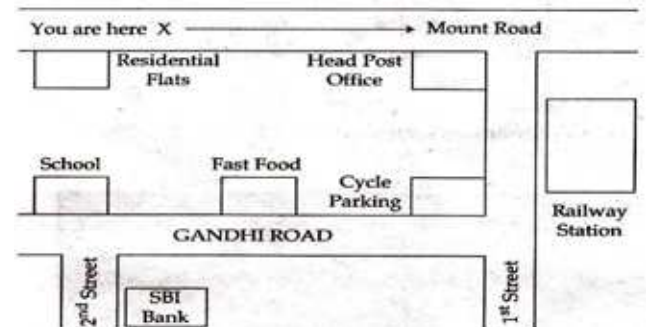 You are here X Mount Road
Residential
Flats
Head Post
Office
School
Fast Food
Cycle
Parking
Railway
Station
GANDHI ROAD
2nd Street
SBI
Bank
1st Street